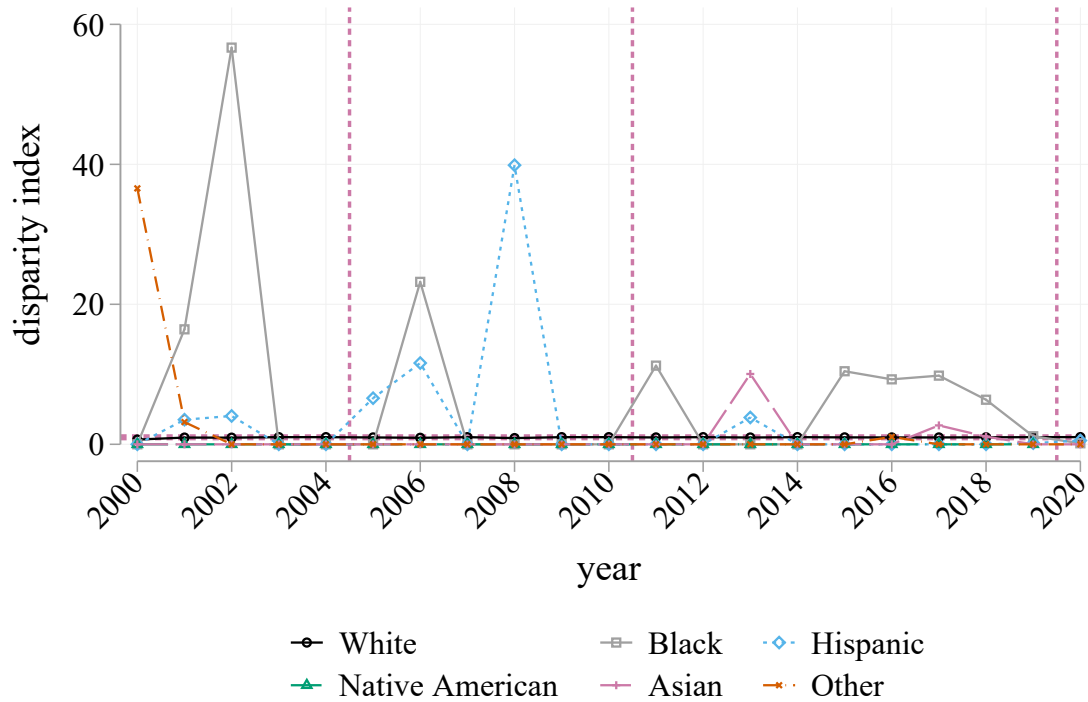 60
40
20
0
disparity index
2000 2002 2004 2006 2008 2010 2012 2014 2016 2018 2020
year
White Black Hispanic
Native American Asian Other